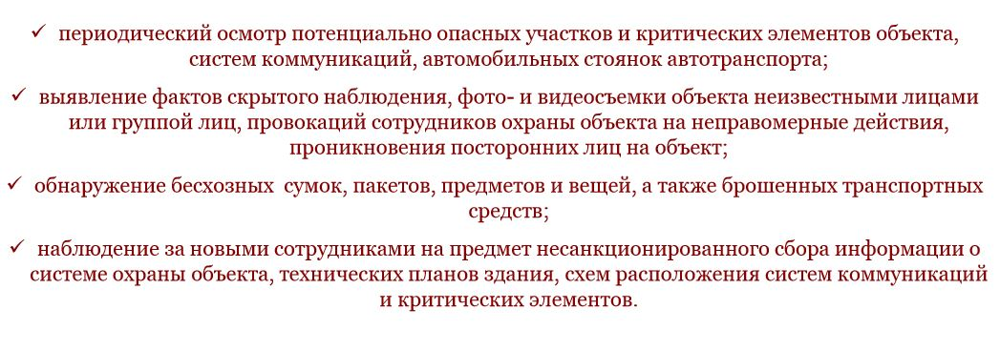 ✓ периодический осмотр потенциально опасных участков и критических элементов объекта,
систем коммуникаций, автомобильных стоянок автотранспорта;
✓ выявление фактов скрытого наблюдения, фото- и видеосъемки объекта неизвестными лицами
или группой лиц, провокаций сотрудников охраны объекта на неправомерные действия,
проникновения посторонних лиц на объект;
✓ обнаружение бесхозных  сумок, пакетов, предметов и вещей, а также брошенных транспортных
средств;
✓ наблюдение за новыми сотрудниками на предмет несанкционированного сбора информации о
системе охраны объекта, технических планов здания, схем расположения систем коммуникаций
и критических элементов.